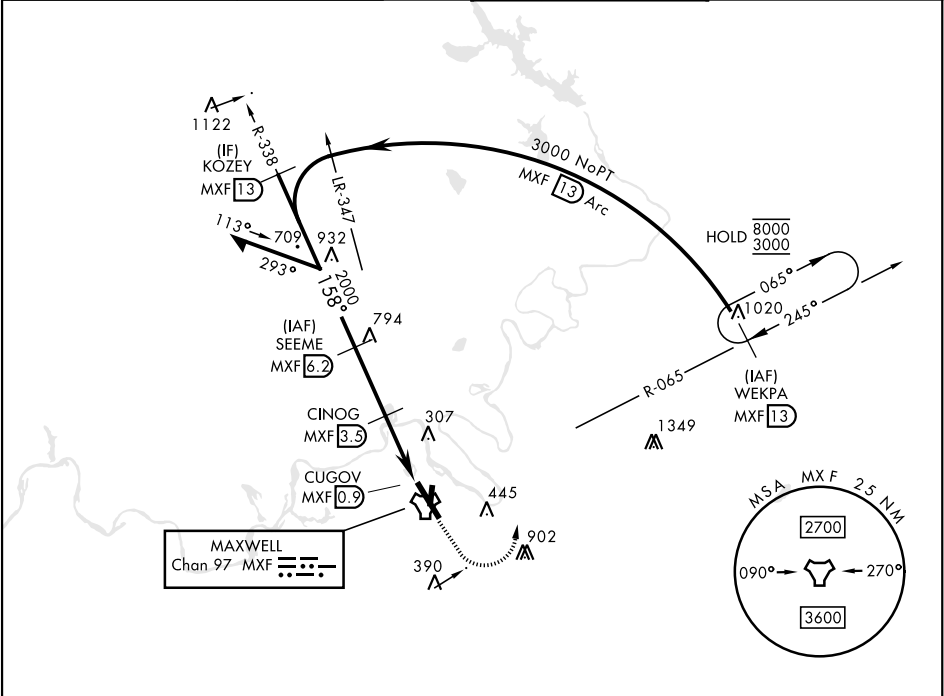 1122
R-338
(IF)
KOZEY
MXF 13
LR-347
3000 NoPT
MXF 13 Arc
HOLD 8000
3000
113°
293°
709
932
2000
158°
065°
245°
1020
(IAF)
SEEME
MXF 6.2
794
R-065
(IAF)
WEKPA
MXF 13
CINOG
MXF 3.5
307
1349
CUGOV
MXF 0.9
445
MAXWELL
Chan 97 MXF
902
390
MSA MXF 25 NM
2700
090°
270°
3600